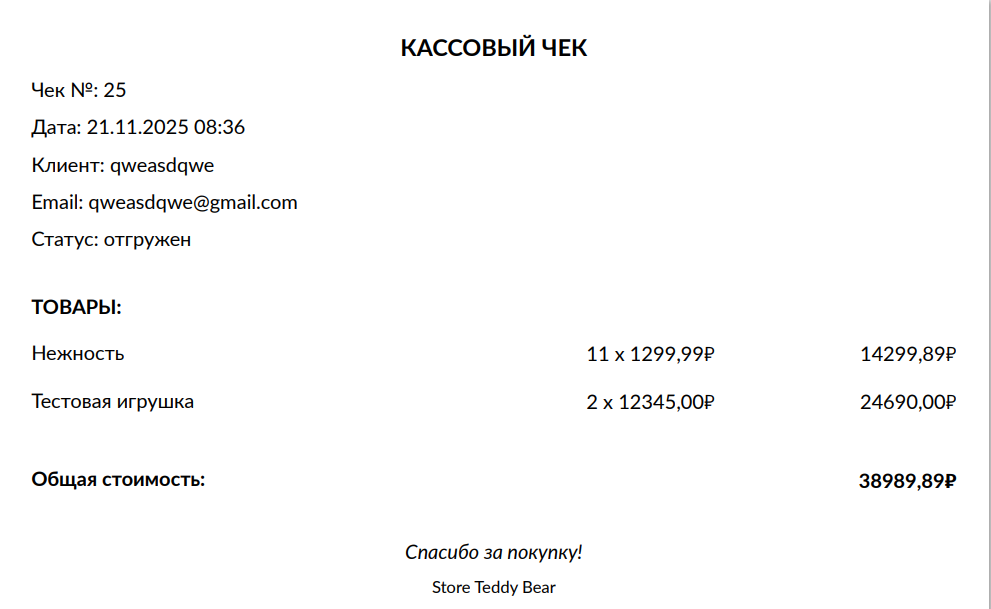 КАССОВЫЙ ЧЕК
Чек №: 25
Дата: 21.11.2025 08:36
Клиент: qweasdqwe
Email: qweasdqwe@gmail.com
Статус: отгружен
ТОВАРЫ:
Нежность 11 x 1299,99₽ 14299,89₽
Тестовая игрушка 2 x 12345,00₽ 24690,00₽
Общая стоимость: 38989,89₽
Спасибо за покупку!
Store Teddy Bear